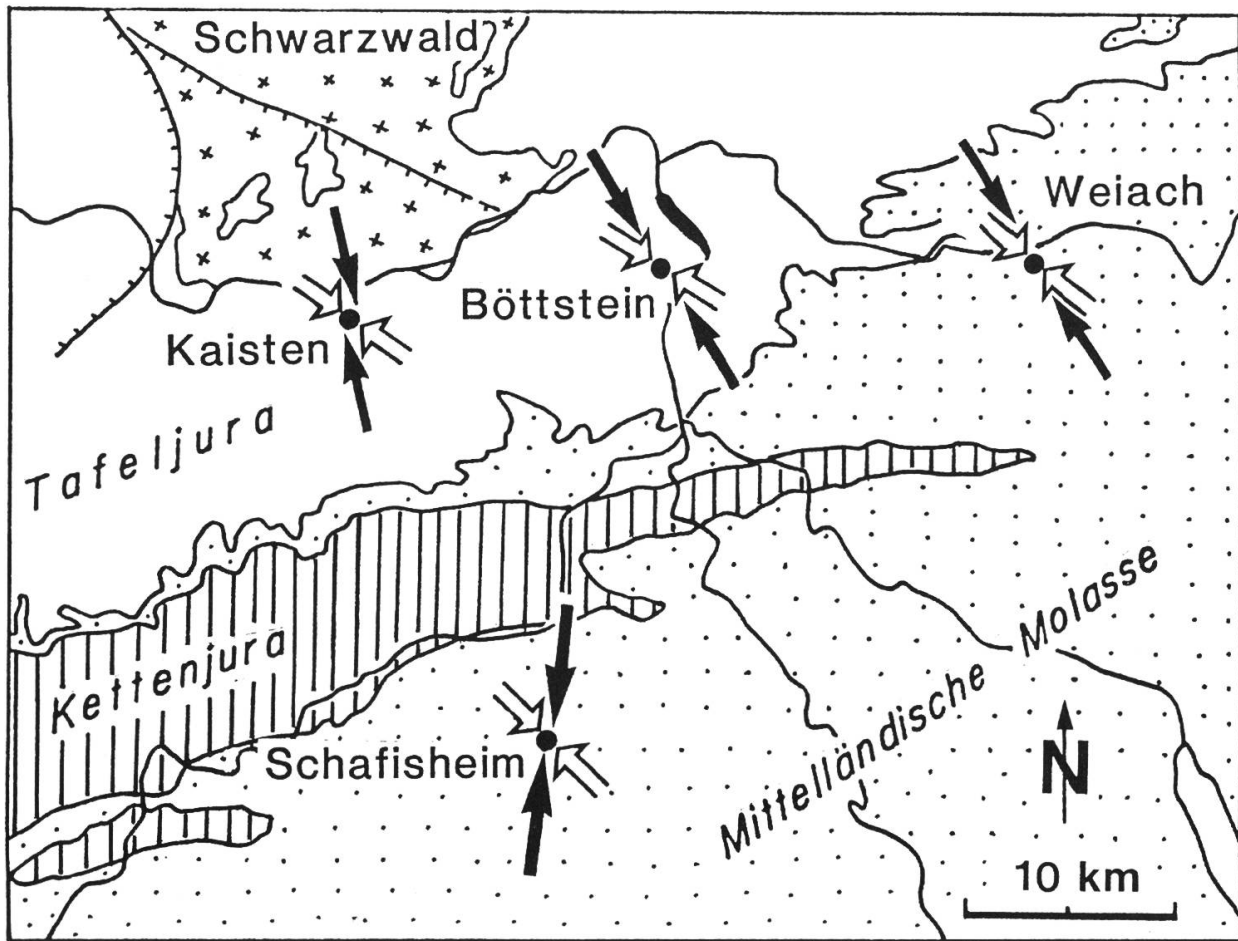 Schwarzwald
Weiach
Böttstein
Kaisten
Tafeljura
Kettenjura
Mittelländische Molasse
Schafisheim
N
10 km